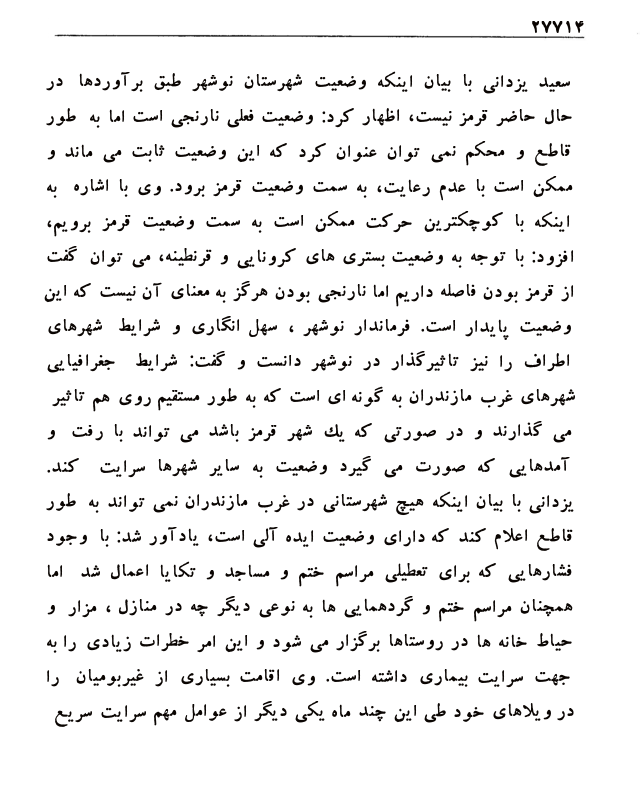 ۲۷۷۱۴
سعید یزدانی با بیان اینکه وضعیت شهرستان نوشهر طبق برآوردها در
حال حاضر قرمز نیست، اظهار کرد: وضعیت فعلی نارنجی است اما به طور
قاطع و محکم نمی توان عنوان کرد که این وضعیت ثابت می ماند و
ممکن است با عدم رعایت، به سمت وضعیت قرمز برود. وی با اشاره به
اینکه با کوچکترین حرکت ممکن است به سمت وضعیت قرمز برویم،
افزود: با توجه به وضعیت بستری های کرونایی و قرنطینه، می توان گفت
از قرمز بودن فاصله داریم اما نارنجی بودن هرگز به معنای آن نیست که این
وضعیت پایدار است. فرماندار نوشهر ، سهل انگاری و شرایط شهرهای
اطراف را نیز تاثیرگذار در نوشهر دانست و گفت: شرایط جغرافیایی
شهرهای غرب مازندران به گونه ای است که به طور مستقیم روی هم تاثیر
می گذارند و در صورتی که یك شهر قرمز باشد می تواند با رفت و
آمدهایی که صورت می گیرد وضعیت به سایر شهرها سرایت کند.
یزدانی با بیان اینکه هیچ شهرستانی در غرب مازندران نمی تواند به طور
قاطع اعلام کند که دارای وضعیت ایده آلی است، یادآور شد: با وجود
فشارهایی که برای تعطیلی مراسم ختم و مساجد و تکایا اعمال شد اما
همچنان مراسم ختم و گردهمایی ها به نوعی دیگر چه در منازل ، مزار و
حیاط خانه ها در روستاها برگزار می شود و این امر خطرات زیادی را به
جهت سرایت بیماری داشته است. وی اقامت بسیاری از غیربومیان را
در ویلاهای خود طی این چند ماه یکی دیگر از عوامل مهم سرایت سریع